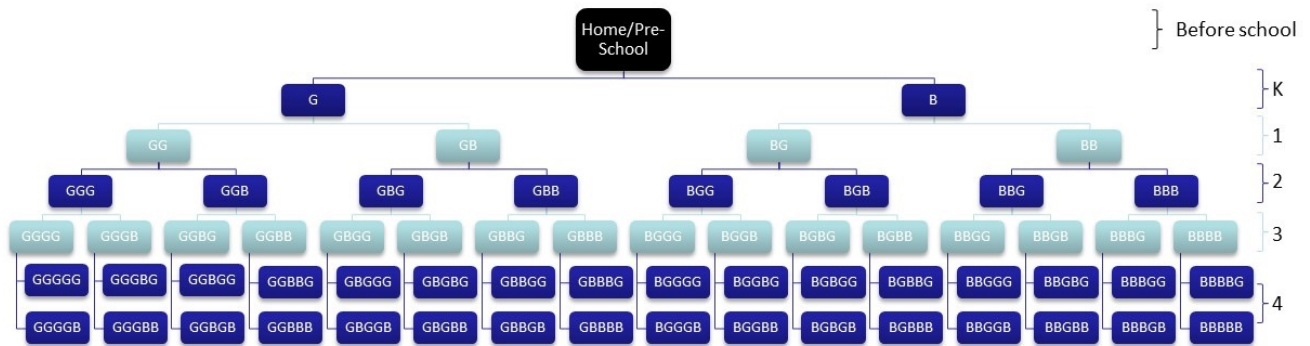 Home/Pre-
School
Before school
G B
K
GG GB BG BB
1
GGG GGB GBG GBB BGG BGB BBG BBB
2
GGGG GGGB GGBG GGBB GBGG GBGB GBBG GBBB BGGG BGGB BGBG BGBB BBGG BBGB BBBG BBBB
3
GGGGG GGGBG GGBGG GGBBG GBGGG GBGBG GBBGG GBBBG BGGGG BGGBG BGBGG BGBBG BBGGG BBGBG BBBGG BBBBG
4
GGGGB GGGBB GGBGB GGBBB GBGGB GBGBB GBBGB GBBBB BGGGB BGGBB BGBGB BGBBB BBGGB BBGBB BBBGB BBBBB